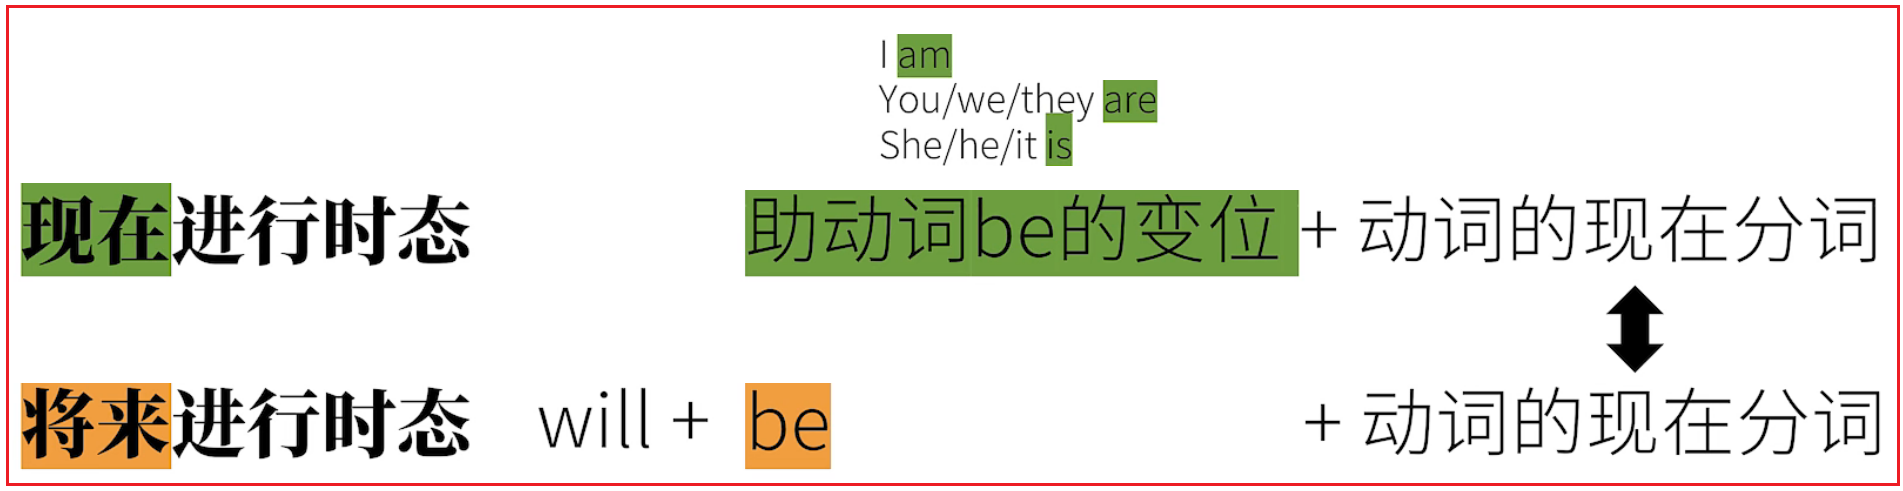 I am
You/we/they are
She/he/it is
现在进行时态 助动词be的变位 + 动词的现在分词
将来进行时态 will + be + 动词的现在分词